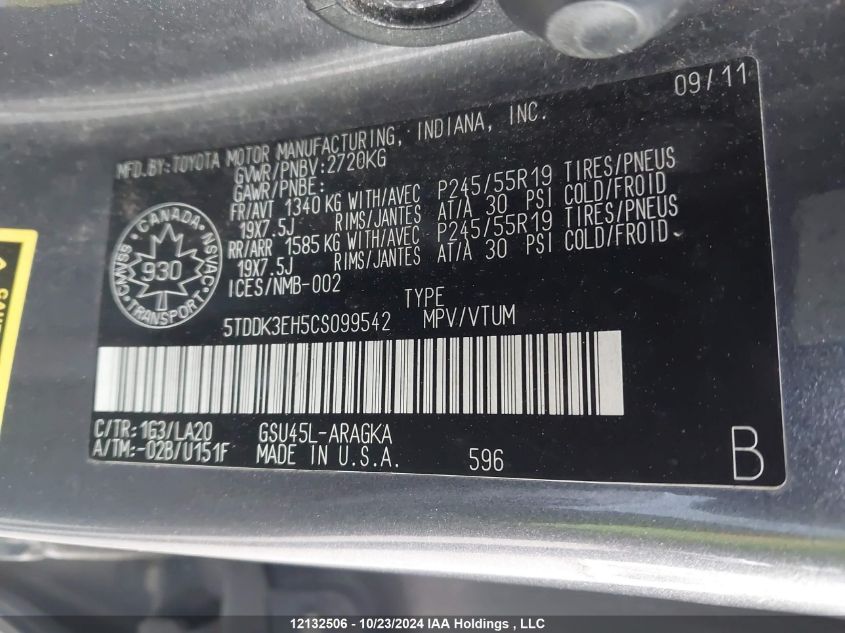 09/11
MFD.BY:TOYOTA MOTOR MANUFACTURING, INDIANA, INC.
GVWR/PNBV:2720KG
GAWR/PNBE:
FR/AVT 1340 KG WITH/AVEC P245/55R19 TIRES/PNEUS
19X7.5J RIMS/JANTES AT/A 30 PSI COLD/FROID
RR/ARR 1585 KG WITH/AVEC P245/55R19 TIRES/PNEUS
19X7.5J RIMS/JANTES AT/A 30 PSI COLD/FROID
ICES/NMB-002
CANADA
CMVSS 930 NSVAC
TRANSPORT
TYPE
5TDDK3EH5CS099542 MPV/VTUM
C/TR: 1G3/LA20 GSU45L-ARAGKA
A/TM:-02B/U151F MADE IN U.S.A. 596 B
12132506 - 10/23/2024 IAA Holdings , LLC